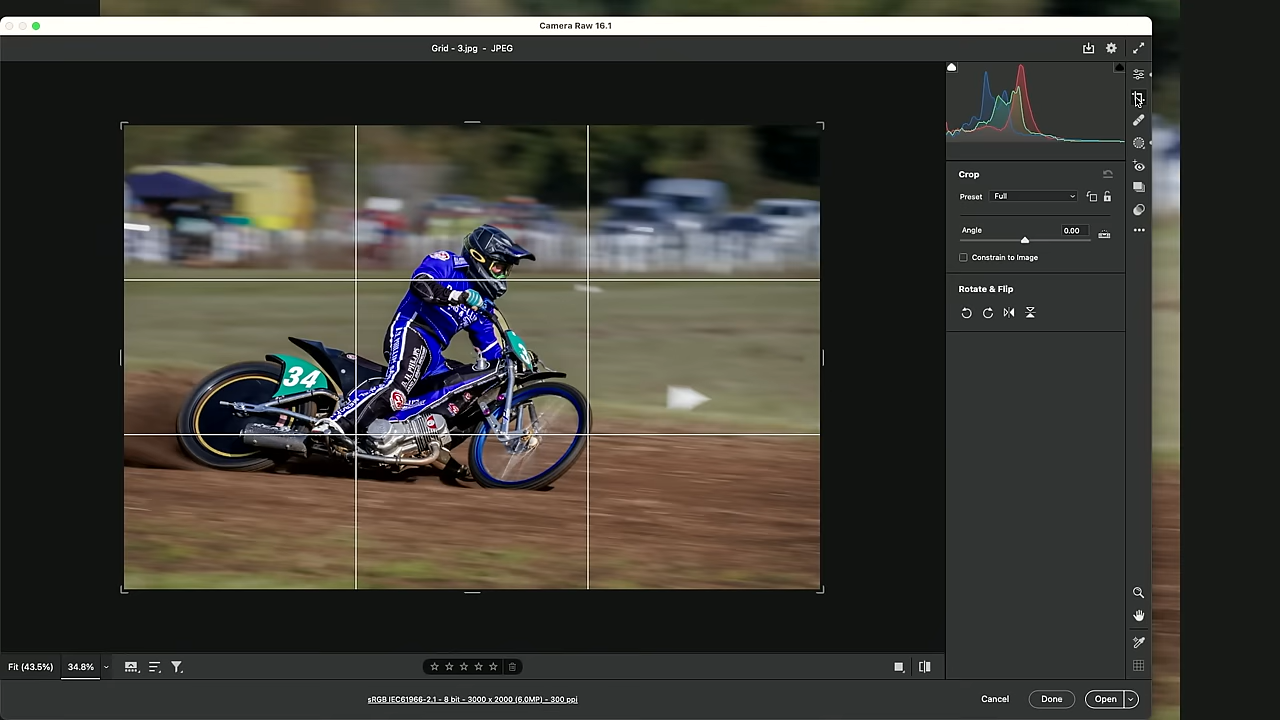 Camera Raw 16.1
Grid - 3.jpg - JPEG
Crop
Preset Full
Angle 0.00
Constrain to Image
Rotate & Flip
34
Fit (43.5%) 34.8%
sRGB IEC61966-2.1 - 8 bit - 3000 x 2000 (6.0MP) - 300 ppi
Cancel Done Open